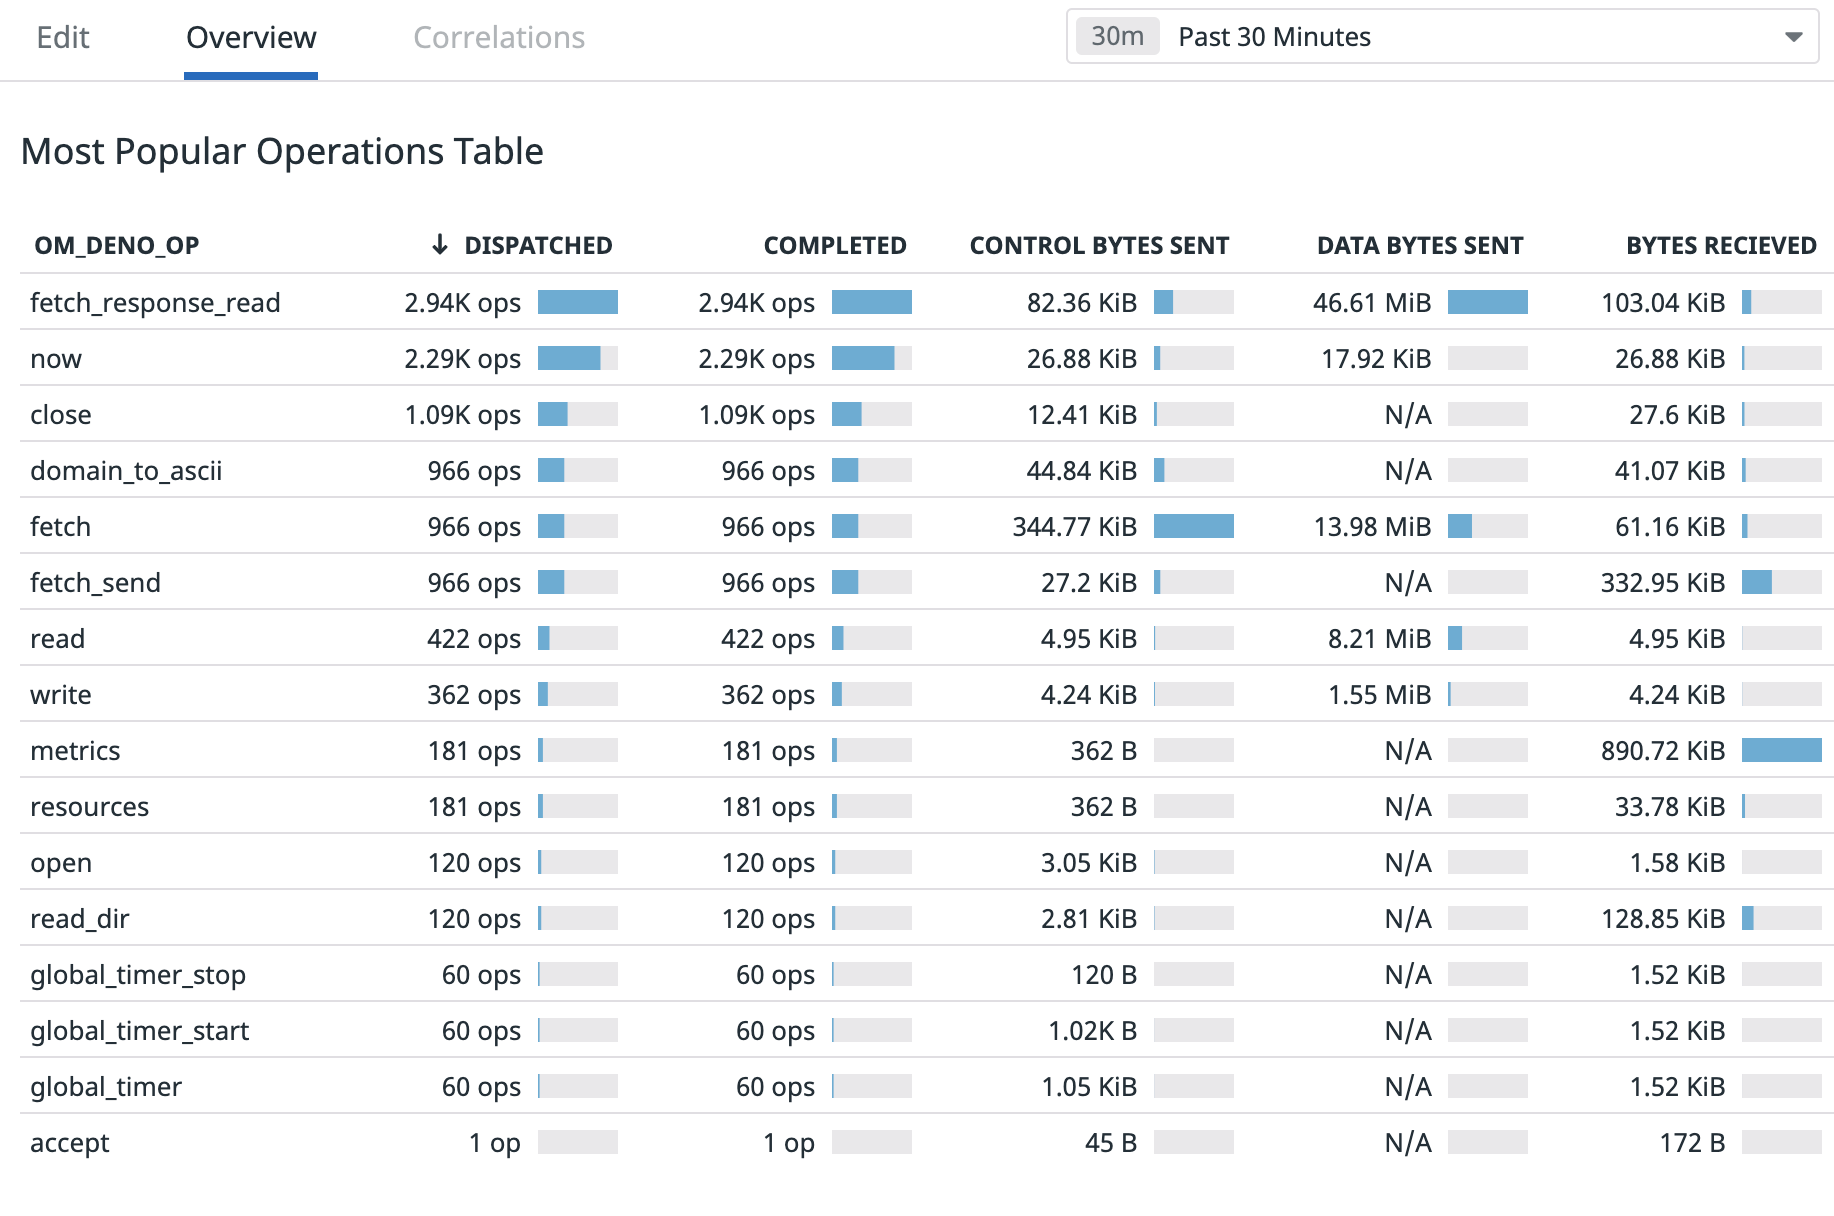 Edit Overview Correlations 30m Past 30 Minutes
Most Popular Operations Table
OM_DENO_OP ↓ DISPATCHED COMPLETED CONTROL BYTES SENT DATA BYTES SENT BYTES RECIEVED
fetch_response_read 2.94K ops 2.94K ops 82.36 KiB 46.61 MiB 103.04 KiB
now 2.29K ops 2.29K ops 26.88 KiB 17.92 KiB 26.88 KiB
close 1.09K ops 1.09K ops 12.41 KiB N/A 27.6 KiB
domain_to_ascii 966 ops 966 ops 44.84 KiB N/A 41.07 KiB
fetch 966 ops 966 ops 344.77 KiB 13.98 MiB 61.16 KiB
fetch_send 966 ops 966 ops 27.2 KiB N/A 332.95 KiB
read 422 ops 422 ops 4.95 KiB 8.21 MiB 4.95 KiB
write 362 ops 362 ops 4.24 KiB 1.55 MiB 4.24 KiB
metrics 181 ops 181 ops 362 B N/A 890.72 KiB
resources 181 ops 181 ops 362 B N/A 33.78 KiB
open 120 ops 120 ops 3.05 KiB N/A 1.58 KiB
read_dir 120 ops 120 ops 2.81 KiB N/A 128.85 KiB
global_timer_stop 60 ops 60 ops 120 B N/A 1.52 KiB
global_timer_start 60 ops 60 ops 1.02K B N/A 1.52 KiB
global_timer 60 ops 60 ops 1.05 KiB N/A 1.52 KiB
accept 1 op 1 op 45 B N/A 172 B